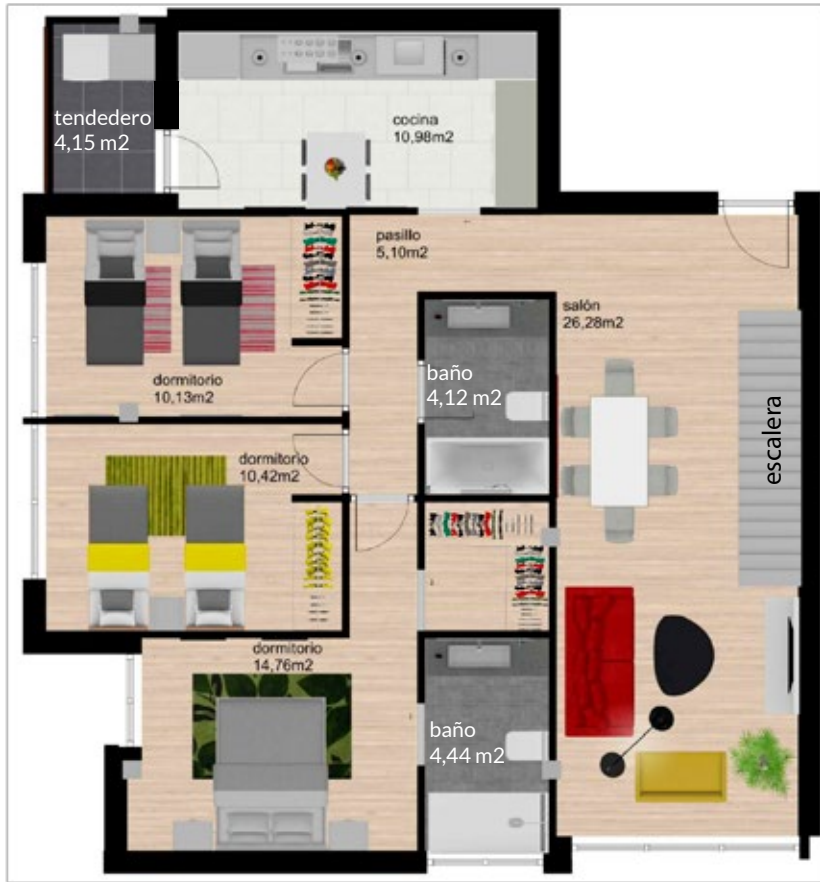 tendedero
4,15 m2
cocina
10,98m2
pasillo
5,10m2
salón
26,28m2
dormitorio
10,13m2
baño
4,12 m2
escalera
dormitorio
10,42m2
dormitorio
14,76m2
baño
4,44 m2